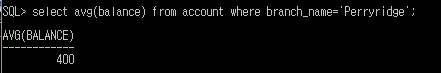 SQL> select avg(balance) from account where branch_name='Perryridge';
AVG(BALANCE)
------------
400